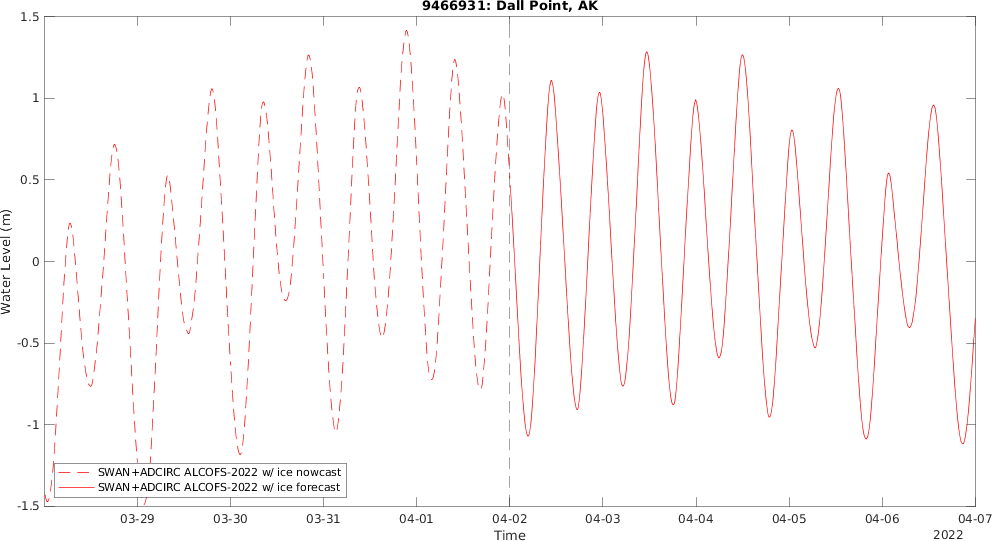 9466931: Dall Point, AK
1.5
1
0.5
0
-0.5
-1
-1.5
Water Level (m)
SWAN+ADCIRC ALCOFS-2022 w/ ice nowcast
SWAN+ADCIRC ALCOFS-2022 w/ ice forecast
03-29 03-30 03-31 04-01 04-02 04-03 04-04 04-05 04-06 04-07
Time
2022